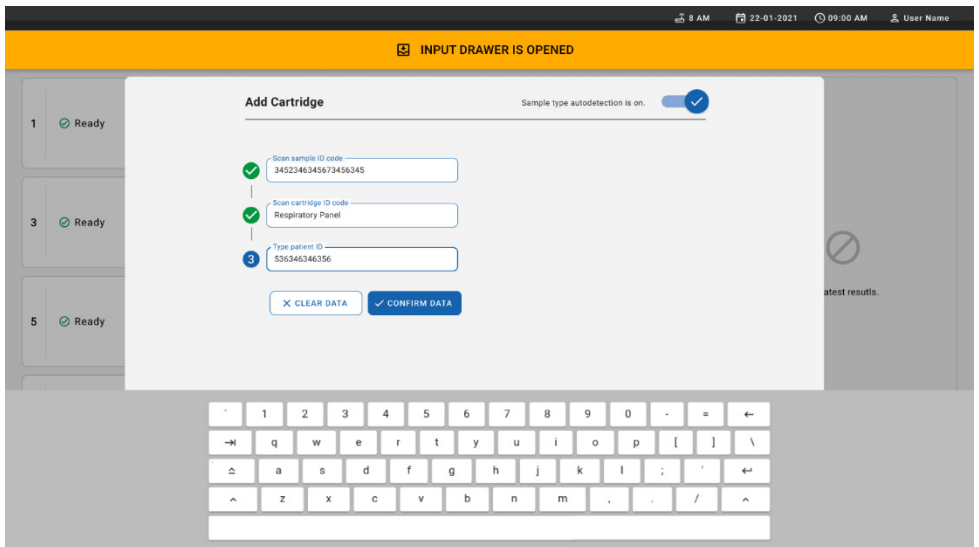 8 AM 22-01-2021 09:00 AM User Name
INPUT DRAWER IS OPENED
Add Cartridge
Sample type autodetection is on.
1 Ready
Scan sample ID code
3452346345673456345
Scan cartridge ID code
Respiratory Panel
3 Ready
Type patient ID
3 536346346356
atest resutls.
CLEAR DATA CONFIRM DATA
5 Ready
` 1 2 3 4 5 6 7 8 9 0 - =
q w e r t y u i o p [ ] \
a s d f g h j k l ; '
z x c v b n m , . /